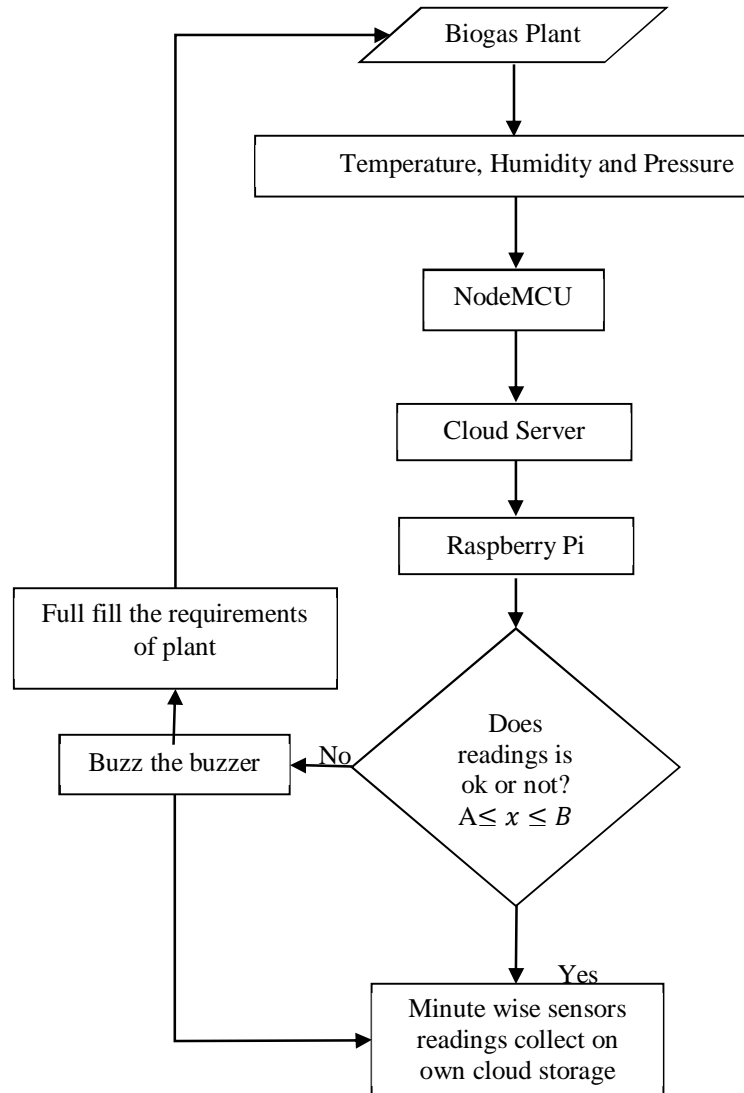 Biogas Plant
Temperature, Humidity and Pressure
NodeMCU
Cloud Server
Raspberry Pi
Full fill the requirements
of plant
Does
readings is
ok or not?
A≤ 𝑥 ≤ 𝐵
No
Buzz the buzzer
Yes
Minute wise sensors
readings collect on
own cloud storage